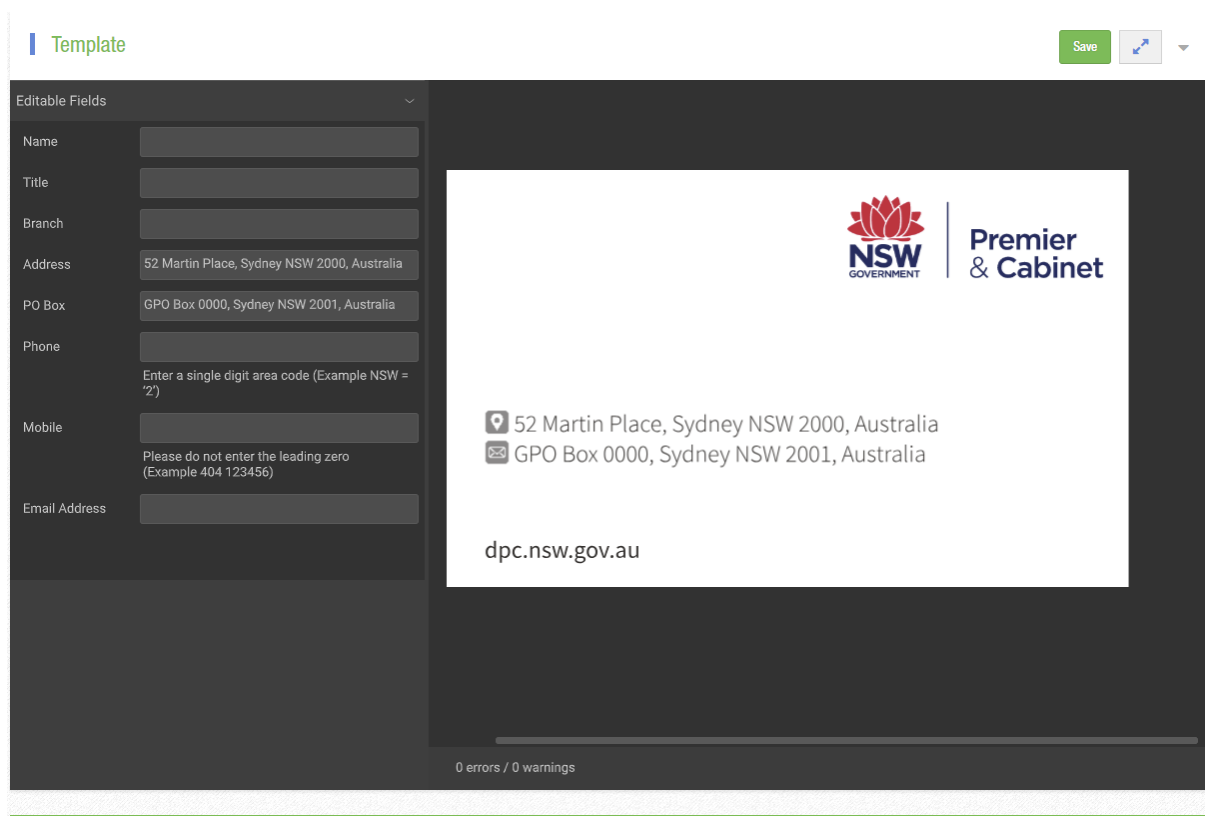 Template
Save
Editable Fields
Name
Title
Branch
Address
52 Martin Place, Sydney NSW 2000, Australia
PO Box
GPO Box 0000, Sydney NSW 2001, Australia
Phone
Enter a single digit area code (Example NSW =
‘2’)
Mobile
Please do not enter the leading zero
(Example 404 123456)
Email Address
NSW
GOVERNMENT
Premier
& Cabinet
52 Martin Place, Sydney NSW 2000, Australia
GPO Box 0000, Sydney NSW 2001, Australia
dpc.nsw.gov.au
0 errors / 0 warnings